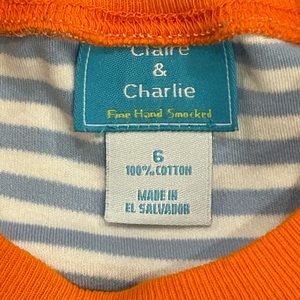 Claire
&
Charlie
Fine Hand Smocked
6
100% COTTON
MADE IN
EL SALVADOR